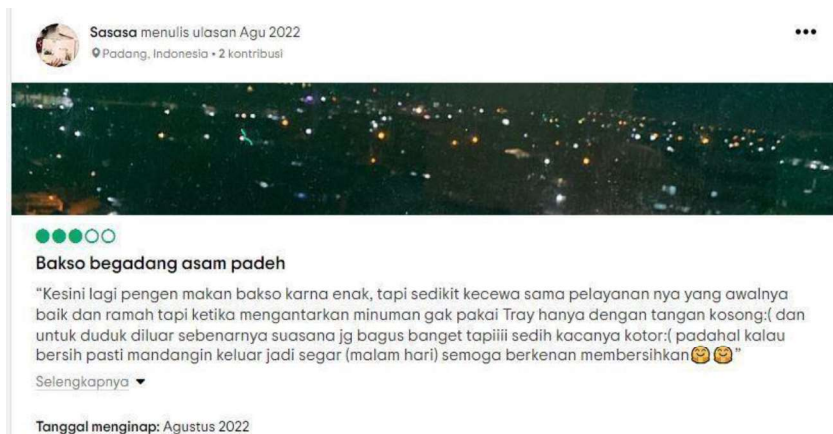 Sasasa menulis ulasan Agu 2022
Padang, Indonesia • 2 kontribusi
Bakso begadang asam padeh
"Kesini lagi pengen makan bakso karna enak, tapi sedikit kecewa sama pelayanan nya yang awalnya
baik dan ramah tapi ketika mengantarkan minuman gak pakai Tray hanya dengan tangan kosong:( dan
untuk duduk diluar sebenarnya suasana jg bagus banget tapiiii sedih kacanya kotor:( padahal kalau
bersih pasti mandangin keluar jadi segar (malam hari) semoga berkenan membersihkan🤗🤗"
Selengkapnya
Tanggal menginap: Agustus 2022